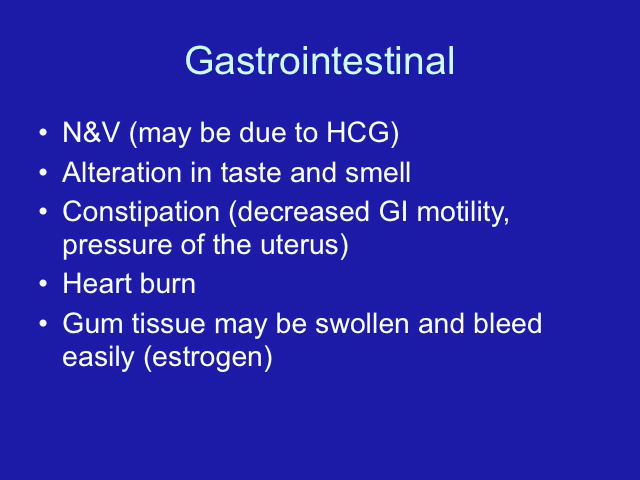 Gastrointestinal
• N&V (may be due to HCG)
• Alteration in taste and smell
• Constipation (decreased GI motility,
pressure of the uterus)
• Heart burn
• Gum tissue may be swollen and bleed
easily (estrogen)